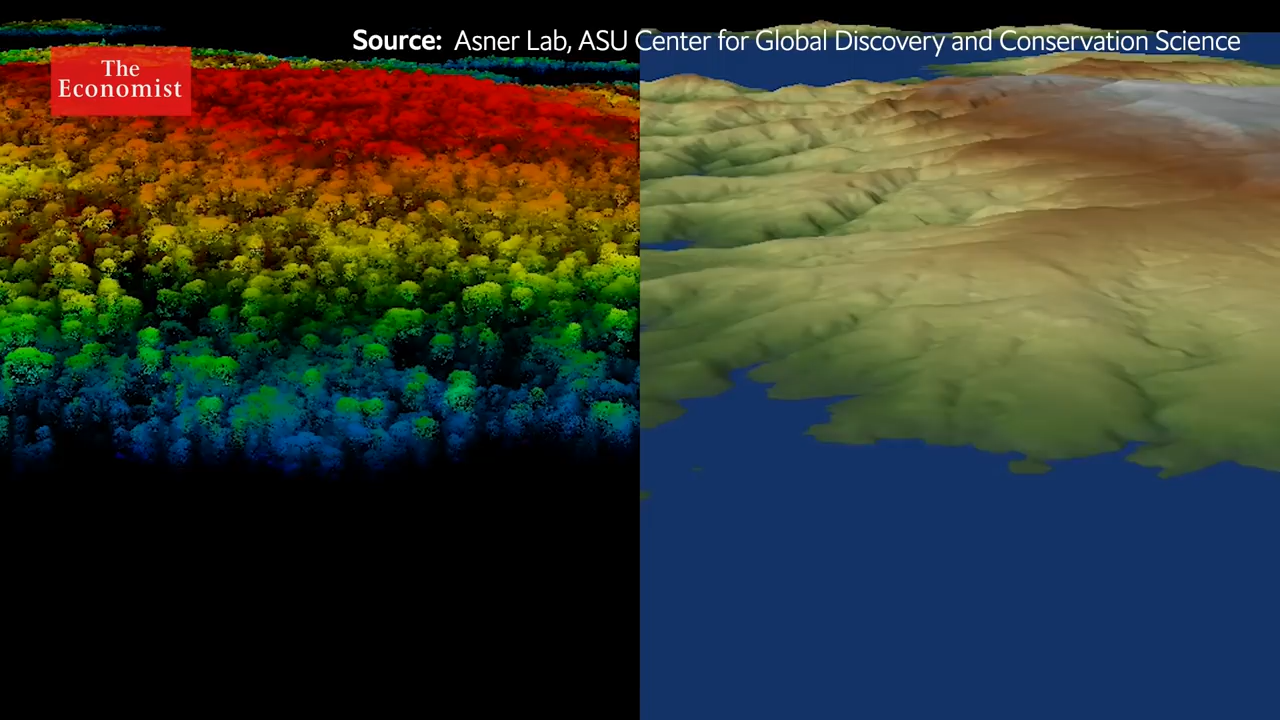 Source: Asner Lab, ASU Center for Global Discovery and Conservation Science
The
Economist